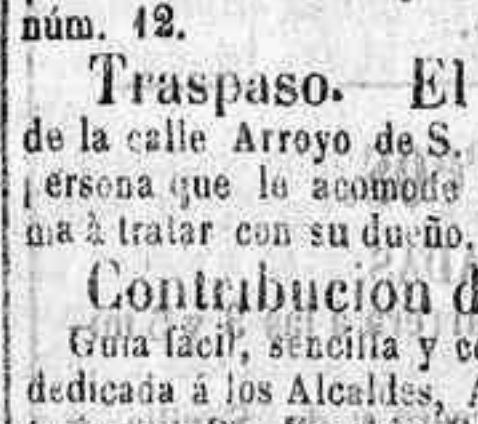 núm. 12.
Traspaso. El
de la calle Arroyo de S.
persona que le acomode
ma à tratar con su dueño.
Contribucion d
Guia fácil, sencilla y c
dedicada á los Alcaldes, A